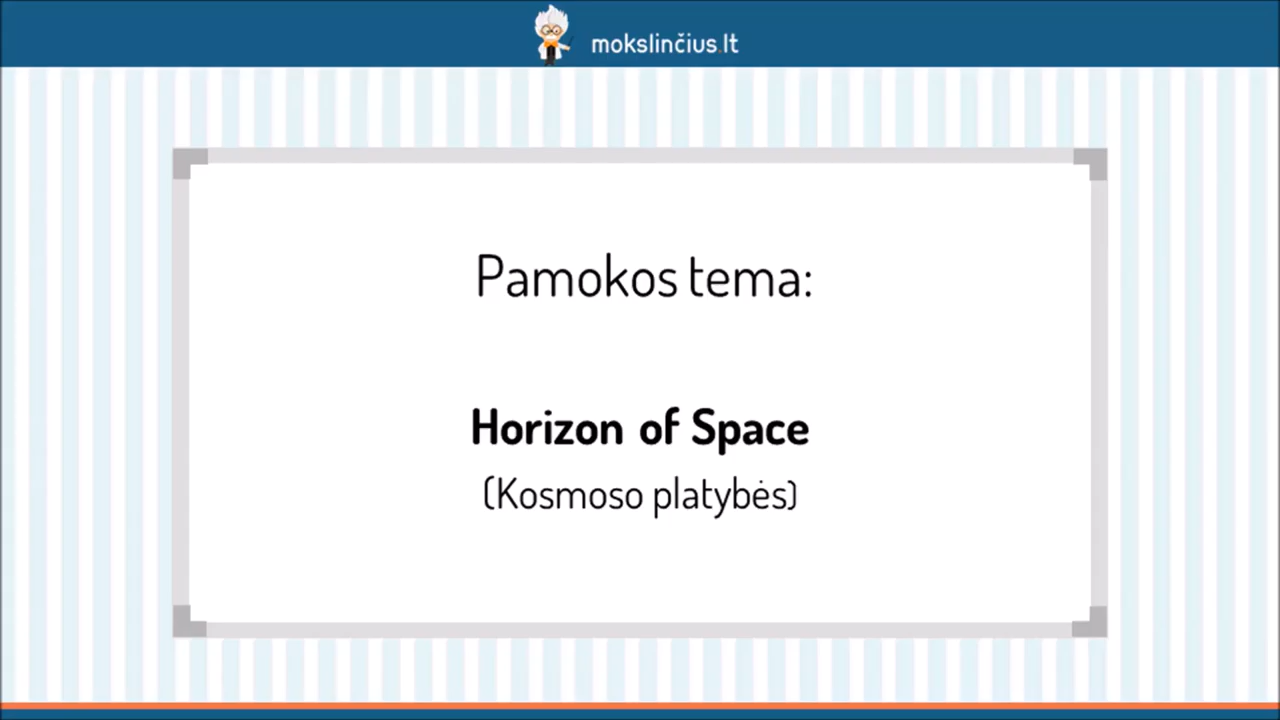 mokslinčius.lt
Pamokos tema:
Horizon of Space
(Kosmoso platybės)